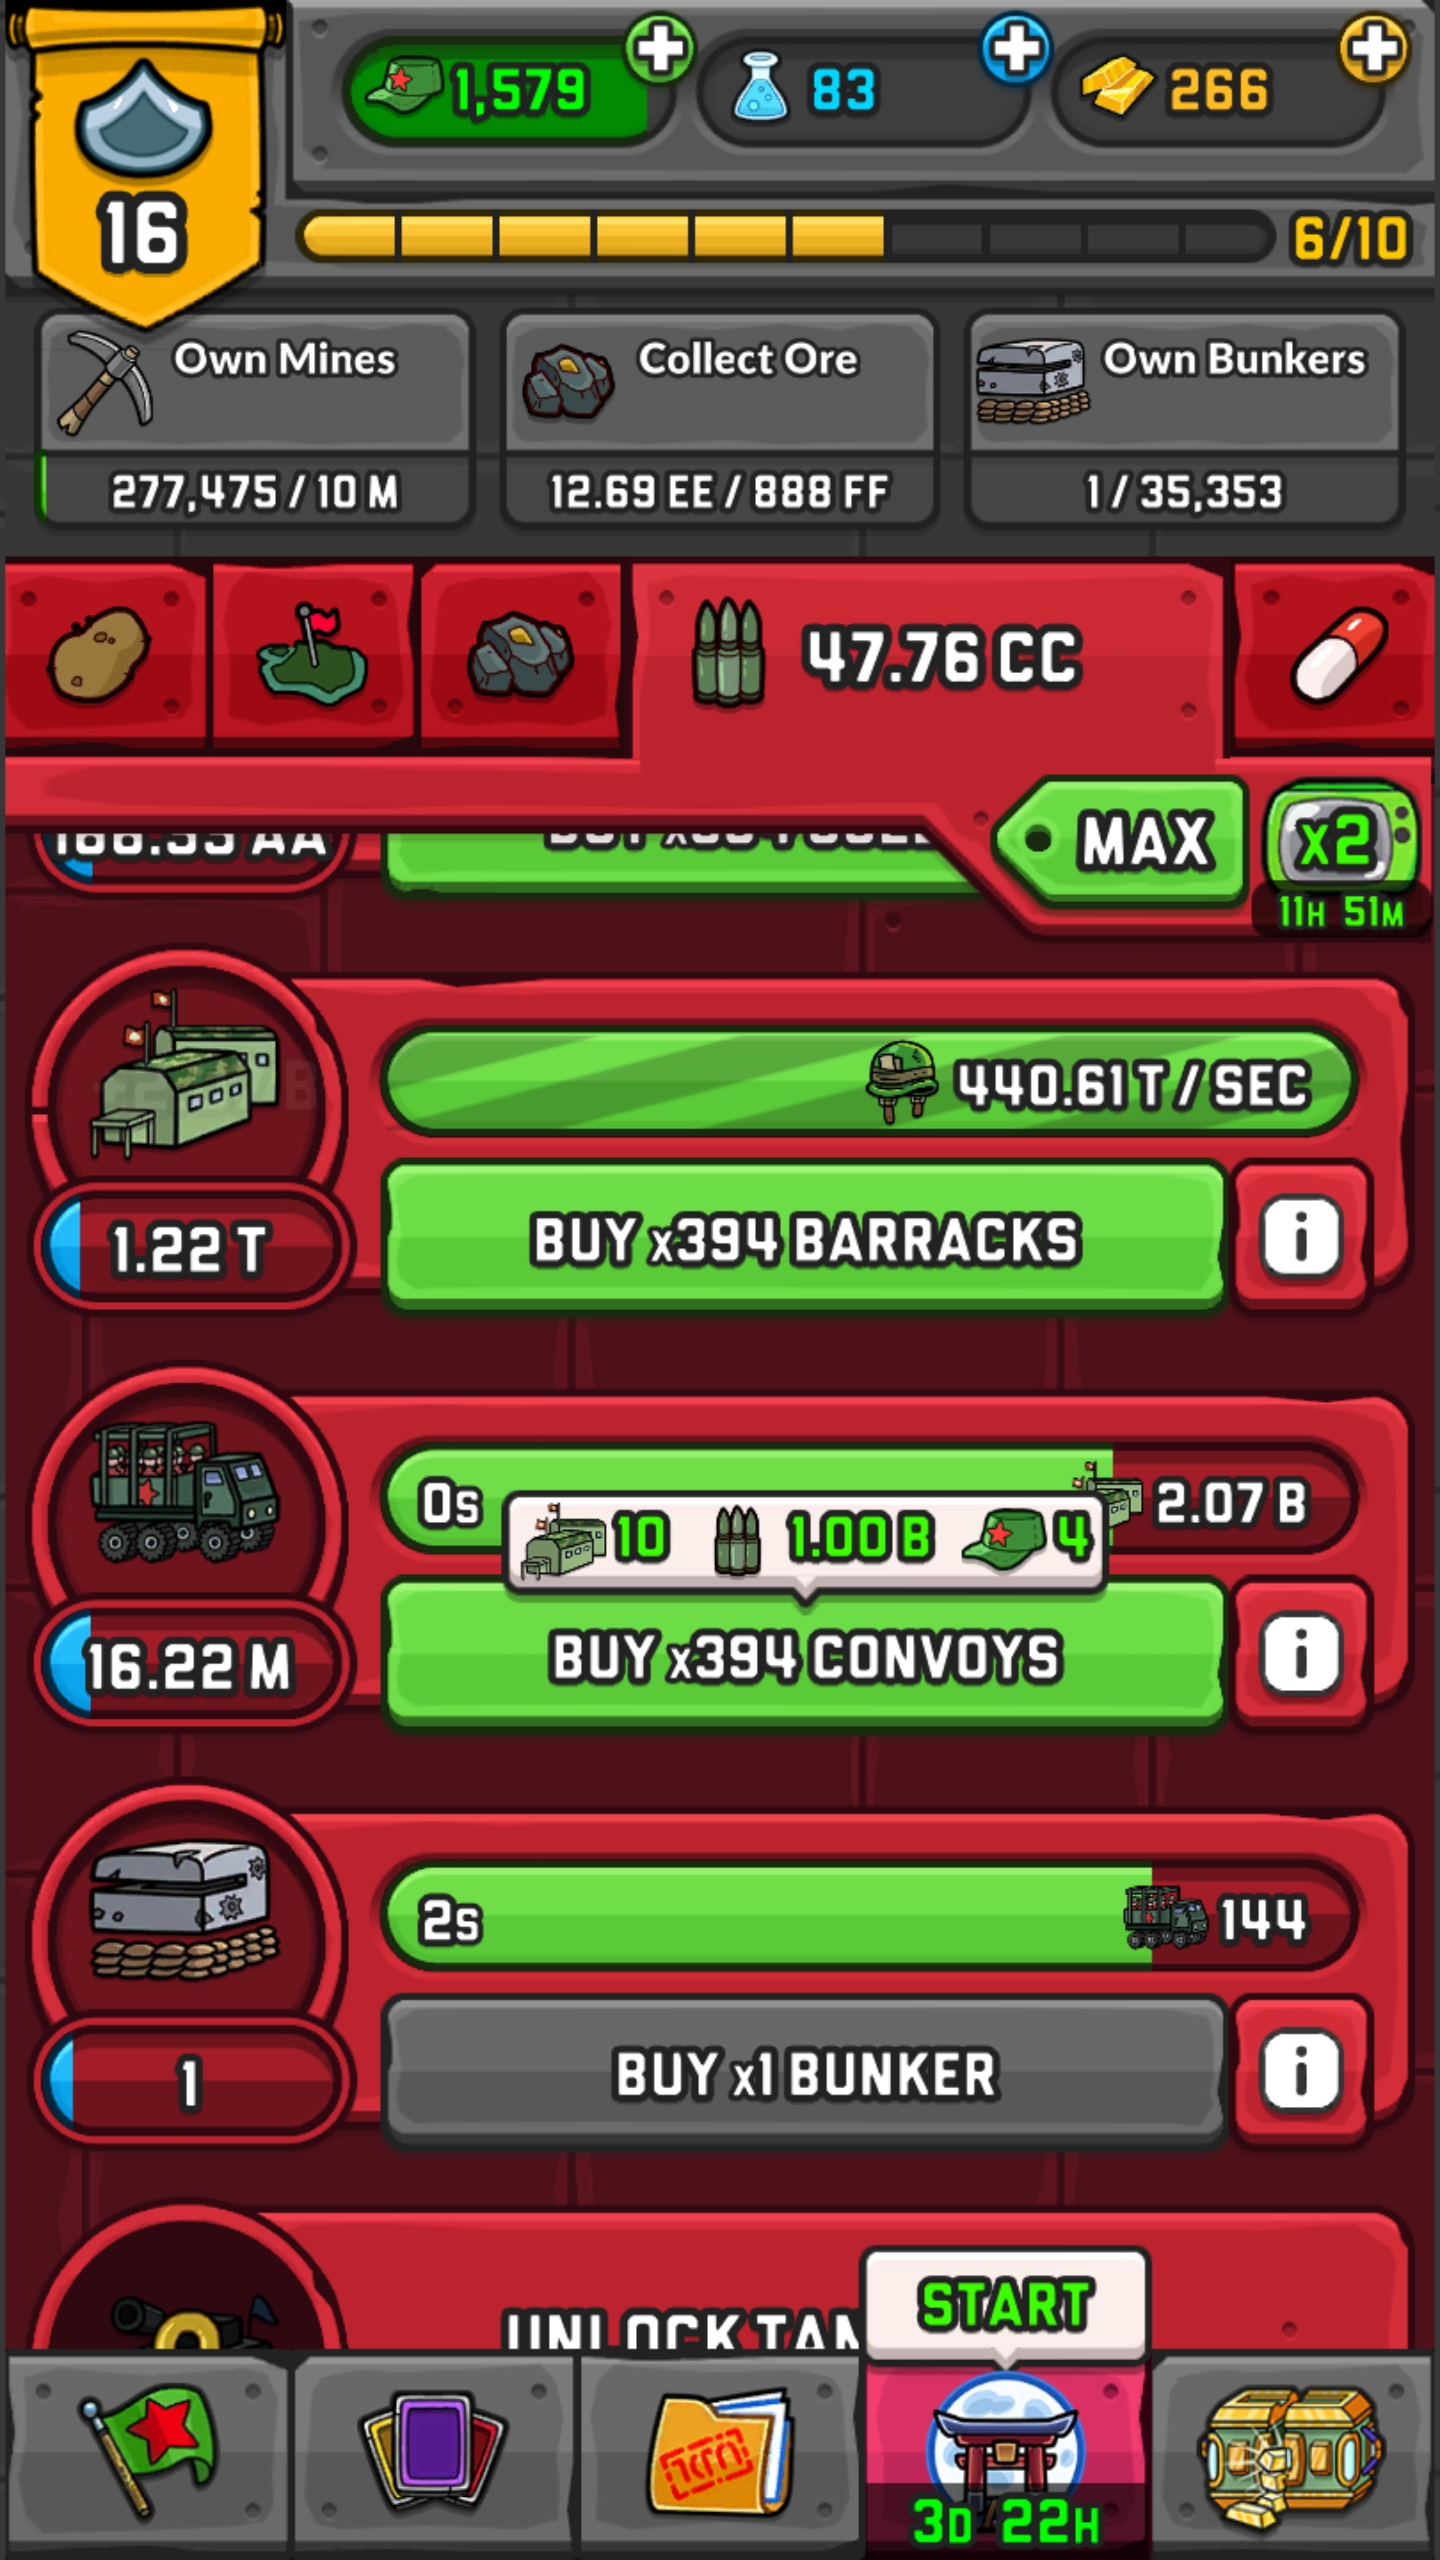 1,579
83
266
16
6/10
Own Mines
Collect Ore
Own Bunkers
277,475 / 10 M
12.69 EE / 888 FF
1 / 35,353
47.76 CC
MAX
x2
11H 51M
440.61 T / SEC
1.22 T
BUY x394 BARRACKS
i
0s
2.07 B
10
1.00 B
4
16.22 M
BUY x394 CONVOYS
i
2s
144
1
BUY x1 BUNKER
i
UNLOCK
START
3D 22H